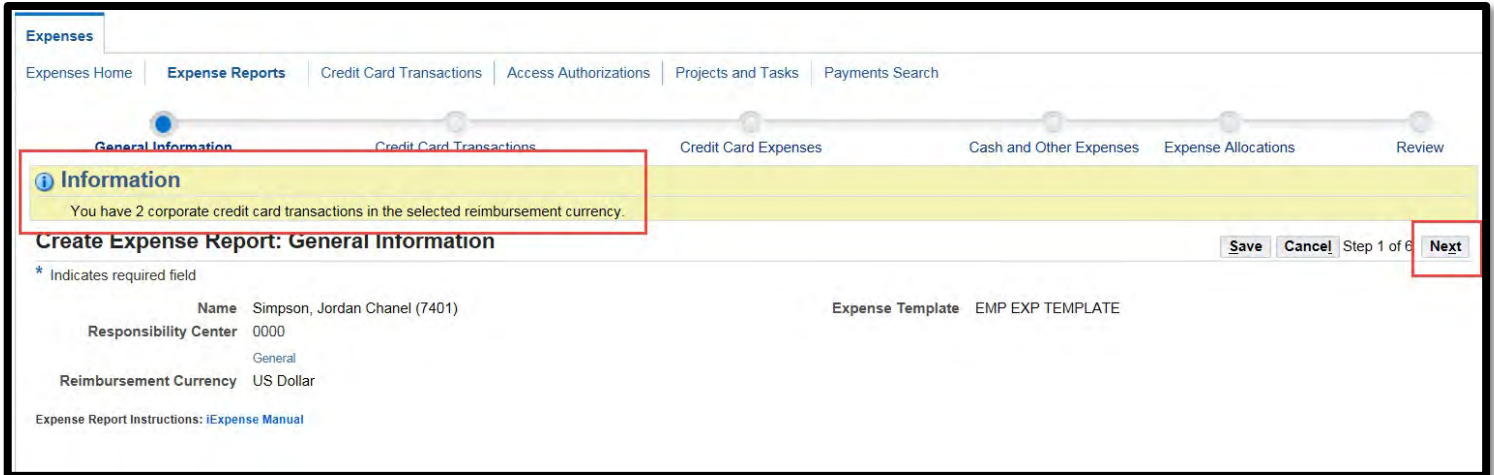 Expenses
Expenses Home Expense Reports Credit Card Transactions Access Authorizations Projects and Tasks Payments Search
General Information Credit Card Transactions Credit Card Expenses Cash and Other Expenses Expense Allocations Review
Information
You have 2 corporate credit card transactions in the selected reimbursement currency.
Create Expense Report: General Information Save Cancel Step 1 of 6 Next
* Indicates required field
Name Simpson, Jordan Chanel (7401) Expense Template EMP EXP TEMPLATE
Responsibility Center 0000
General
Reimbursement Currency US Dollar
Expense Report Instructions: iExpense Manual